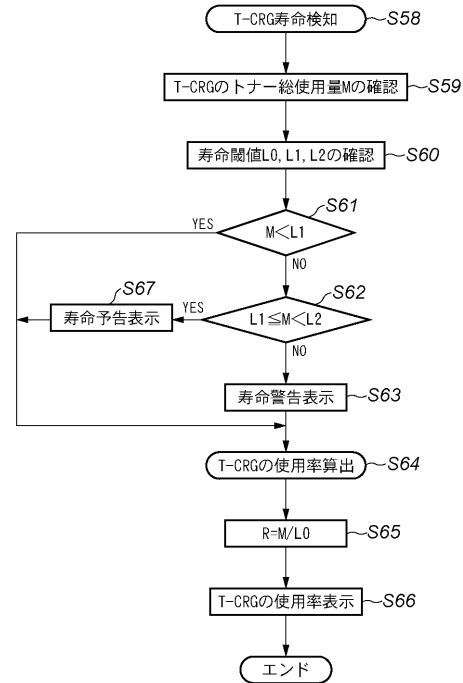 T-CRG寿命検知
S58
T-CRGのトナー総使用量Mの確認
S59
寿命閾値L0,L1,L2の確認
S60
S61
YES
M<L1
NO
S67
S62
寿命予告表示
YES
L1≦M<L2
NO
寿命警告表示
S63
T-CRGの使用率算出
S64
R=M/L0
S65
T-CRGの使用率表示
S66
エンド